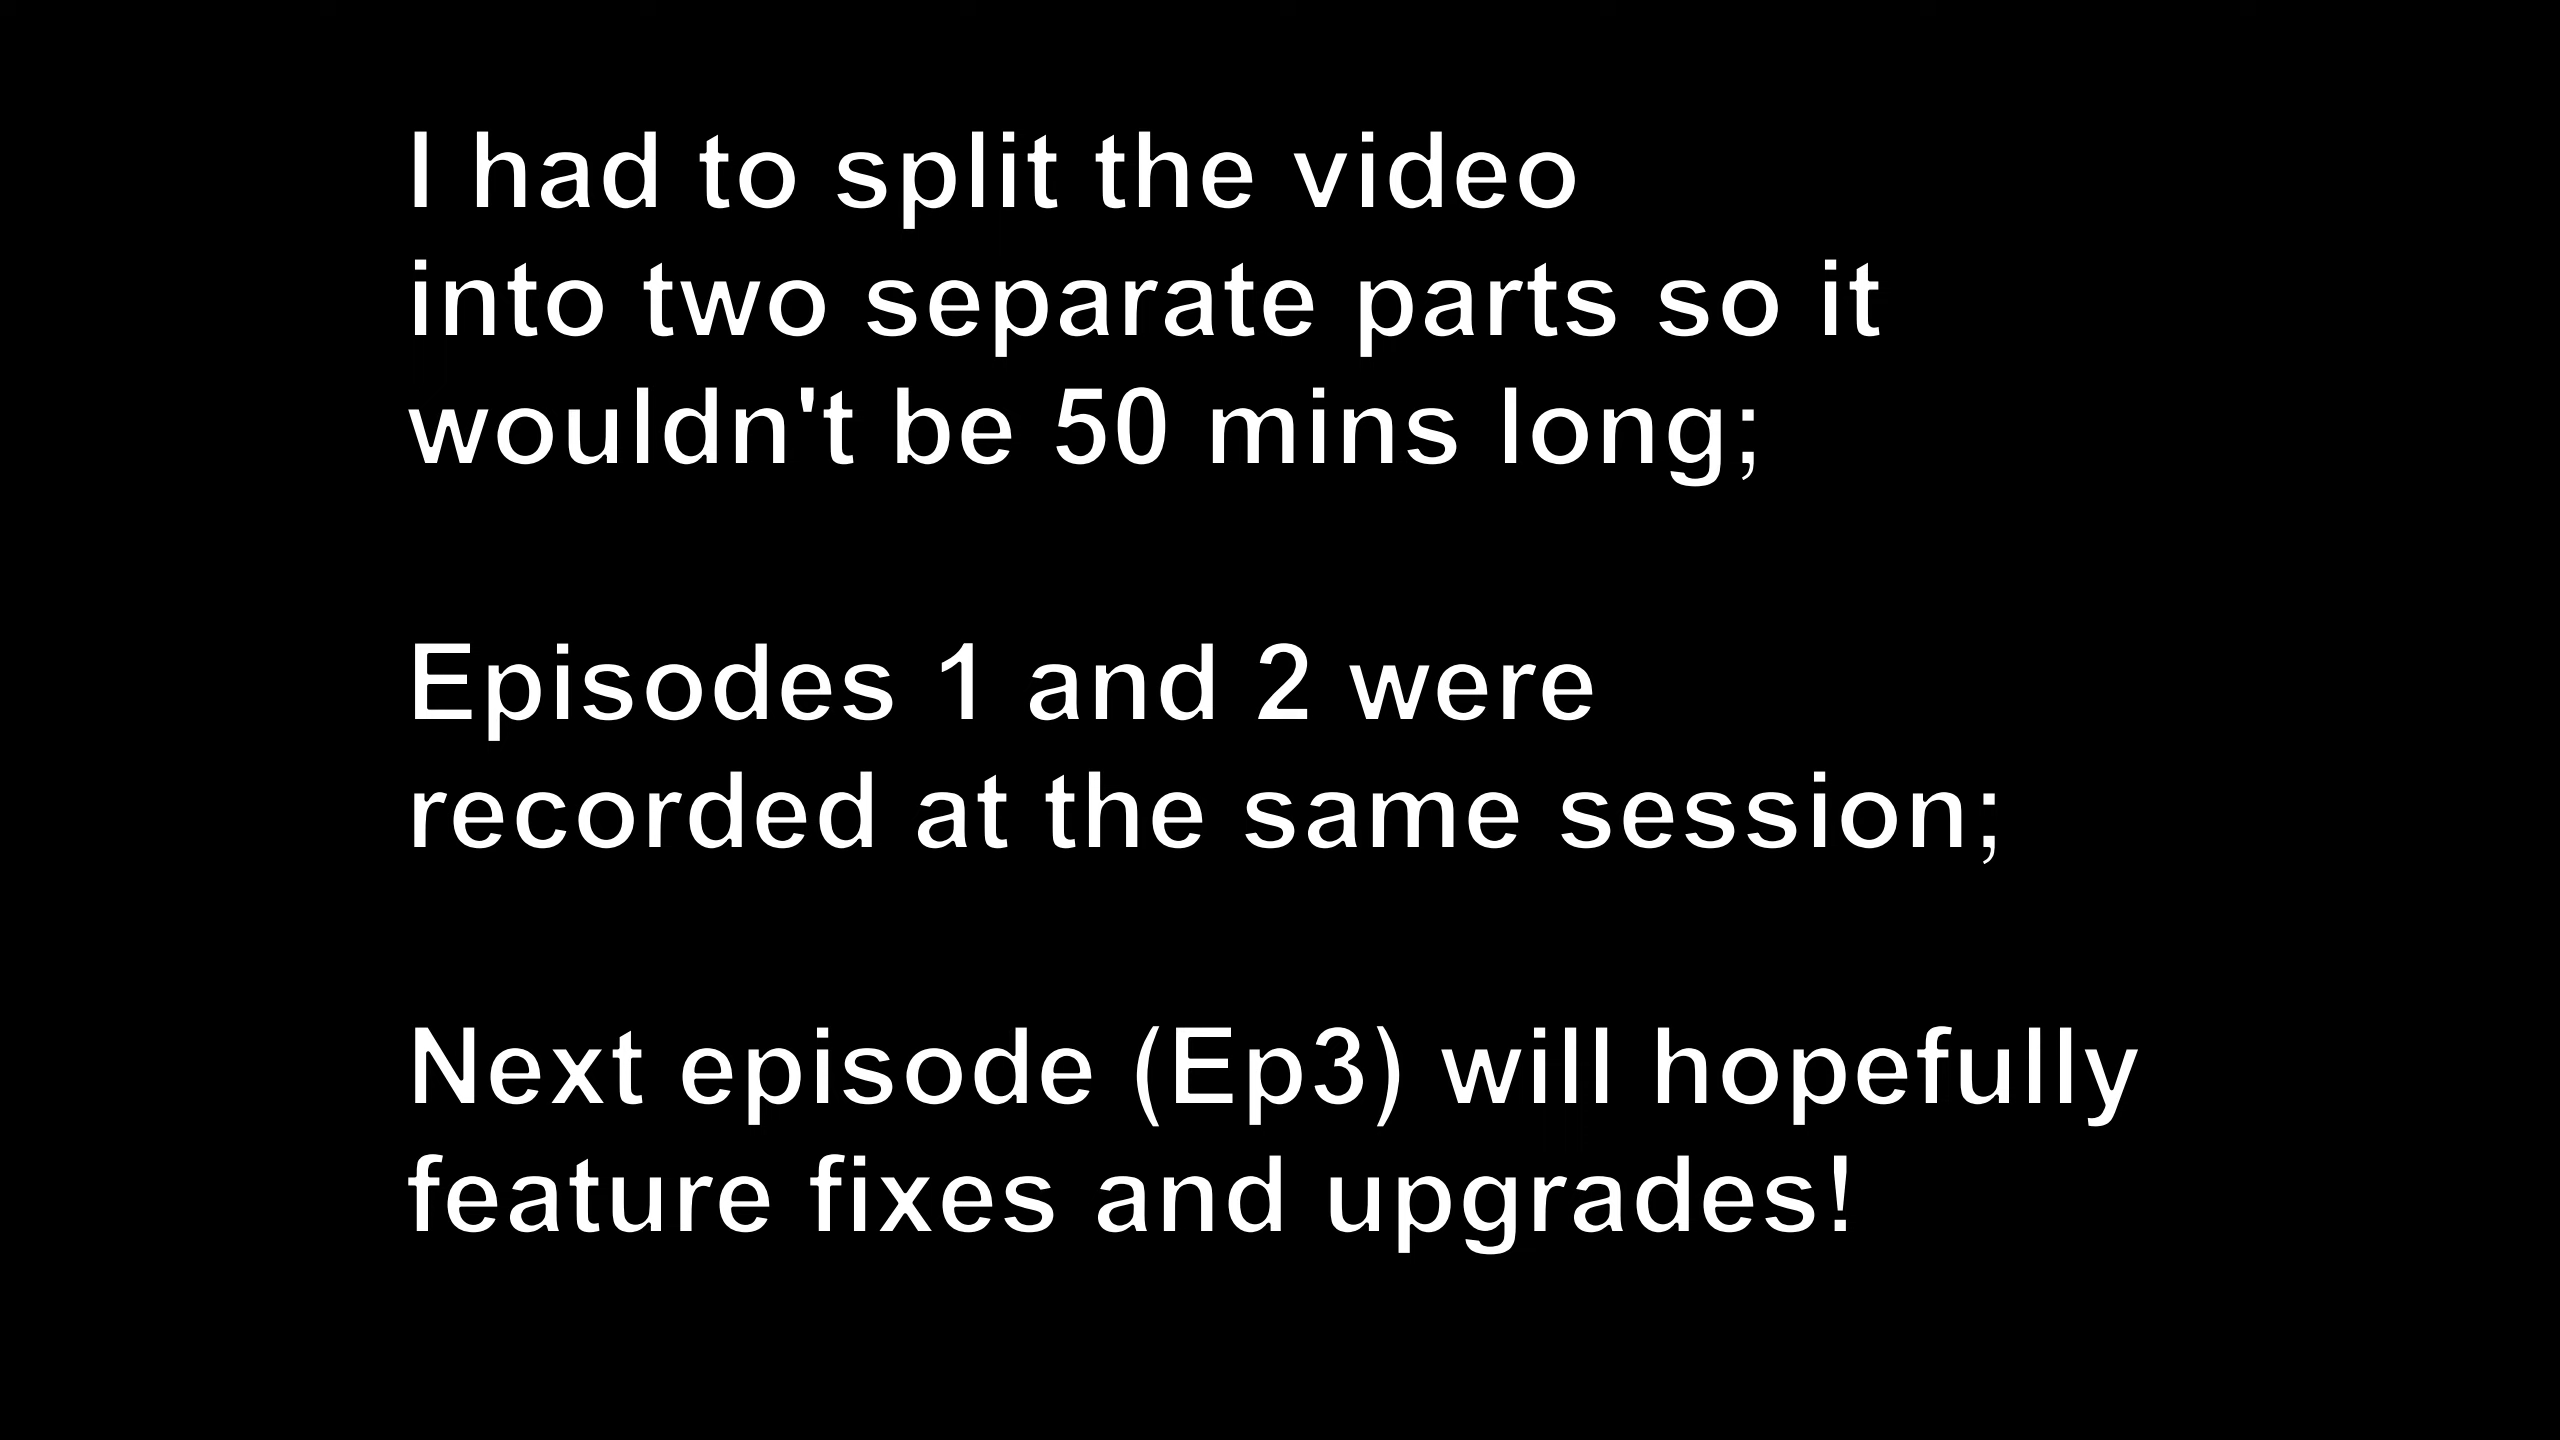 I had to split the video
into two separate parts so it
wouldn't be 50 mins long;
Episodes 1 and 2 were
recorded at the same session;
Next episode (Ep3) will hopefully
feature fixes and upgrades!